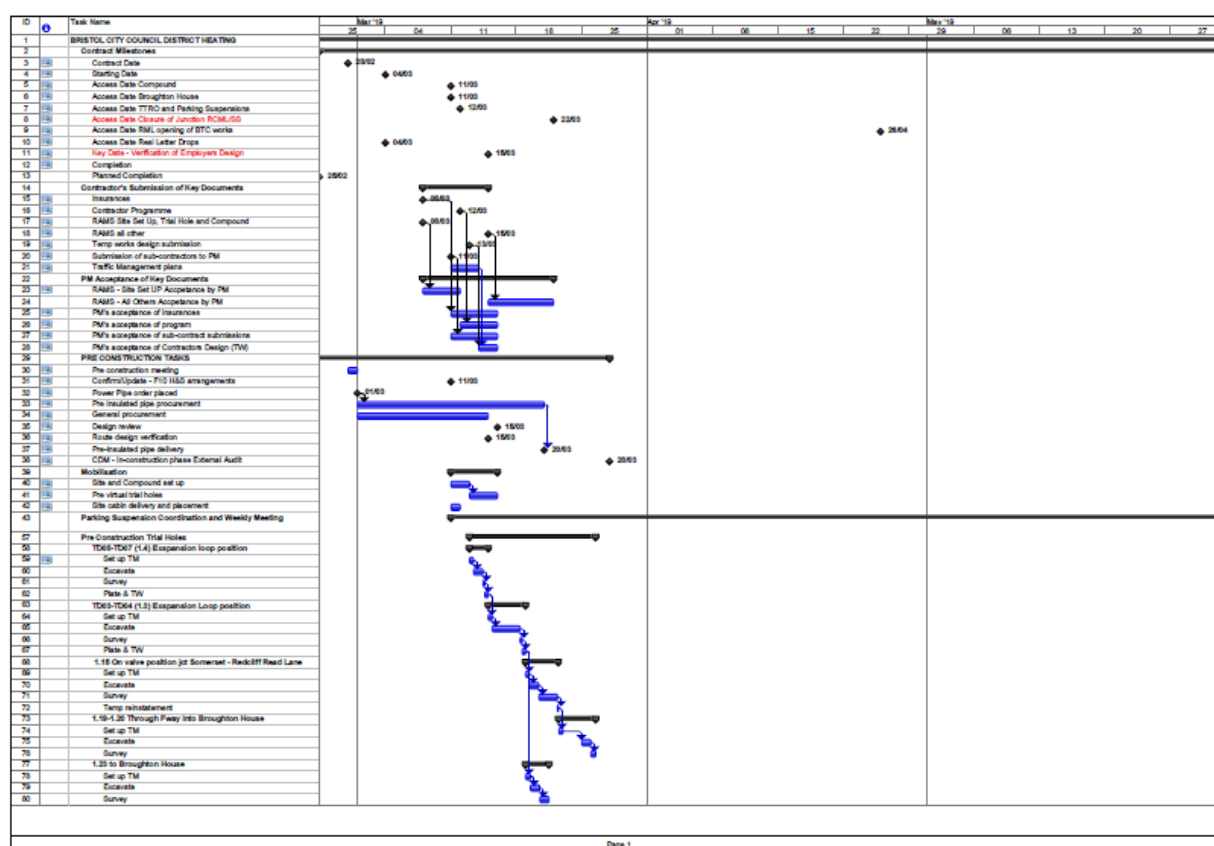 ID Task Name Mar '19 Apr '19 May '19
25 04 11 18 25 01 08 15 22 29 06 13 20 27
1 BRISTOL CITY COUNCIL DISTRICT HEATING
2 Contract Milestones
3 Contract Date
4 Starting Date 04/03
5 Access Date Compound 11/03
6 Access Date Broughton House 11/03
7 Access Date TTRO and Parking Suspensions 12/03
8 Access Date Closure of Junction RCML/SS 22/03
9 Access Date RML opening of BTC works 26/04
10 Access Date Resi Letter Drops 04/03
11 Key Date - Verification of Employers Design 15/03
12 Completion
13 Planned Completion
14 Contractor's Submission of Key Documents
15 Insurances
16 Contractor Programme 12/03
17 RAMS Site Set Up, Trial Hole and Compound
18 RAMS all other 15/03
19 Temp works design submission 13/03
20 Submission of sub-contractors to PM 11/03
21 Traffic Management plans
22 PM Acceptance of Key Documents
23 RAMS - Site Set UP Accpetance by PM
24 RAMS - All Others Accpetance by PM
25 PM's acceptance of insurances
26 PM's acceptance of program
27 PM's acceptance of sub-contract submissions
28 PM's acceptance of Contractors Design (TW)
29 PRE CONSTRUCTION TASKS
30 Pre construction meeting
31 Confirm/Update - F10 H&S arrangements 11/03
32 Power Pipe order placed 01/03
33 Pre insulated pipe procurement
34 General procurement
35 Design review 15/03
36 Route design verification 15/03
37 Pre-insulated pipe delivery
38 CDM - In-construction phase External Audit
39 Mobilisation
40 Site and Compound set up
41 Pre virtual trial holes
42 Site cabin delivery and placement
43 Parking Suspension Coordination and Weekly Meeting
57 Pre Construction Trial Holes
58 TD06-TD07 (1.4) Exspansion loop position
59 Set up TM
60 Excavate
61 Survey
62 Plate & TW
63 TD03-TD04 (1.3) Exspansion Loop position
64 Set up TM
65 Excavate
66 Survey
67 Plate & TW
68 1.15 On valve position jct Somerset - Redcliff Read Lane
69 Set up TM
70 Excavate
71 Survey
72 Temp reinstatement
73 1.19-1.20 Through Fway into Broughton House
74 Set up TM
75 Excavate
76 Survey
77 1.23 to Broughton House
78 Set up TM
79 Excavate
80 Survey
Page 1